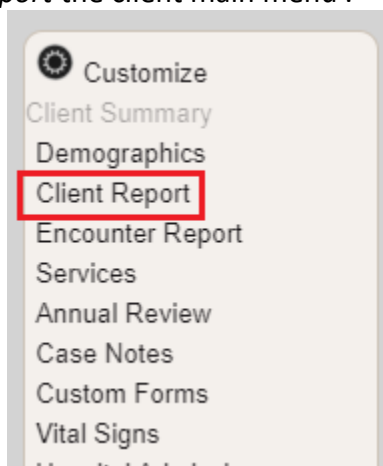 port the client main menu .
Customize
Client Summary
Demographics
Client Report
Encounter Report
Services
Annual Review
Case Notes
Custom Forms
Vital Signs